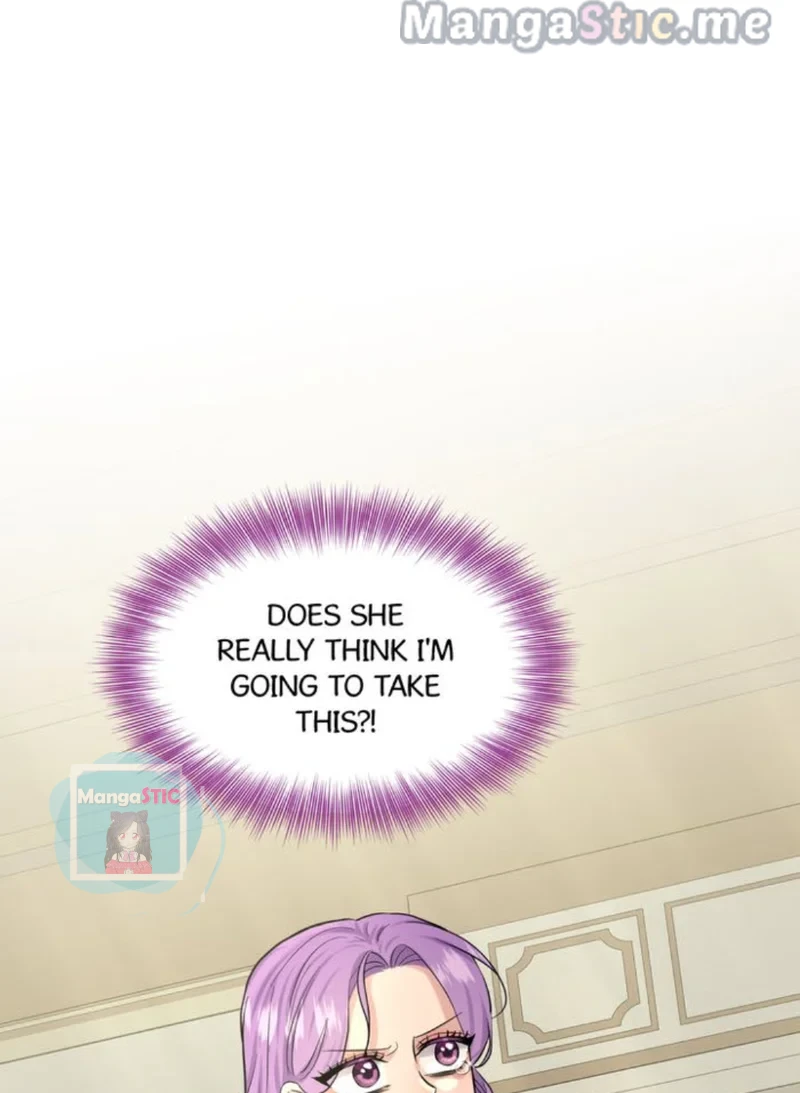 MangaStic.me
DOES SHE
REALLY THINK I'M
GOING TO TAKE
THIS?!
MangaSTIC